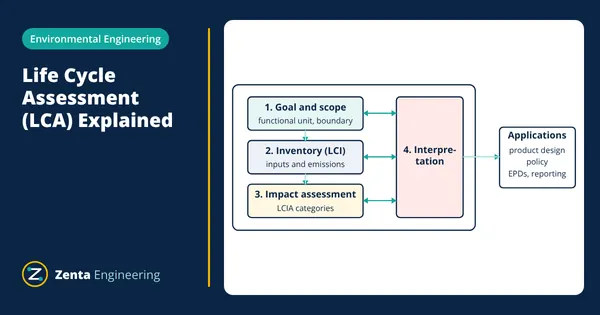 Environmental Engineering
Life Cycle
Assessment
(LCA) Explained
Zenta Engineering
1. Goal and scope
functional unit, boundary
2. Inventory (LCI)
inputs and emissions
3. Impact assessment
LCIA categories
4. Interpre-
tation
Applications
product design
policy
EPDs, reporting